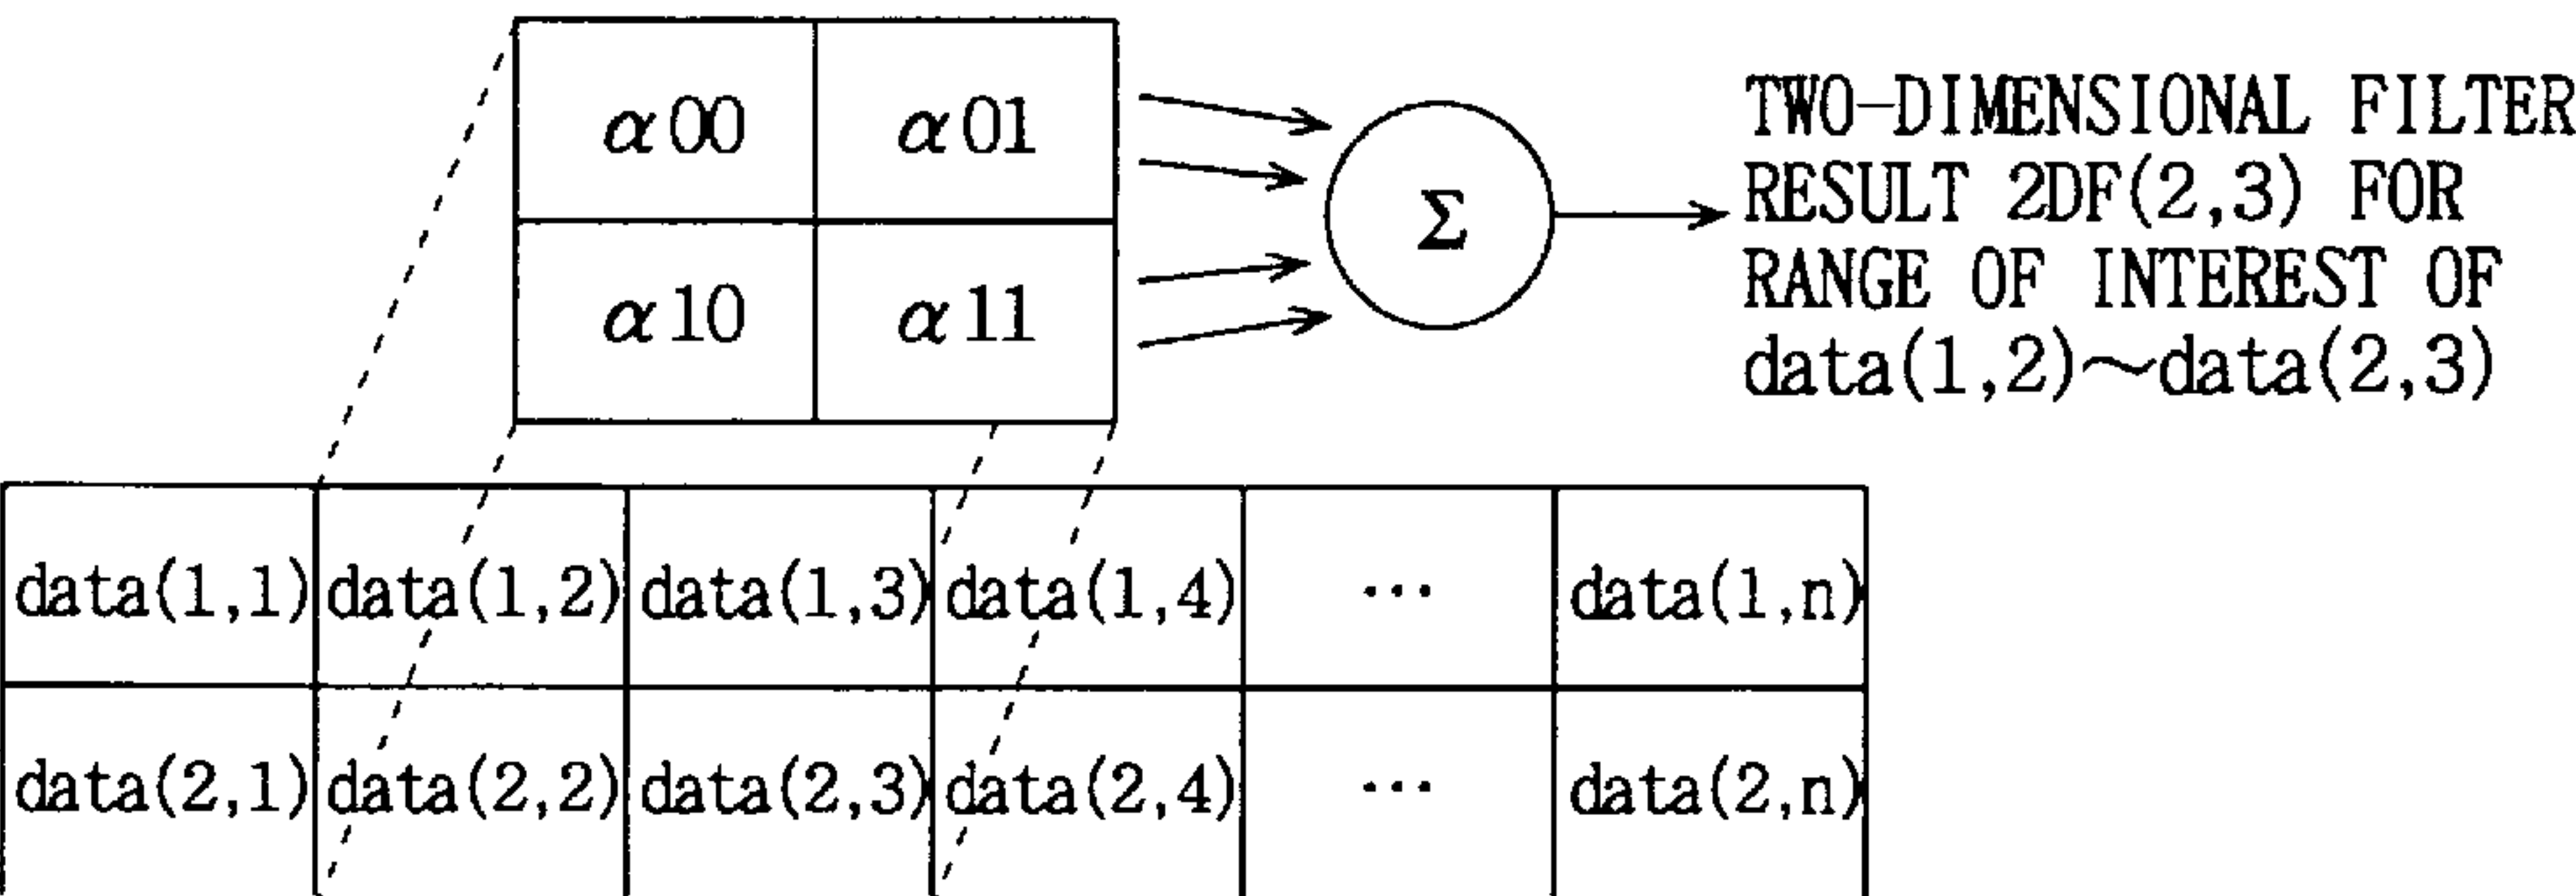 α00 α01
α10 α11
Σ
TWO-DIMENSIONAL FILTER
RESULT 2DF(2,3) FOR
RANGE OF INTEREST OF
data(1,2)~data(2,3)
data(1,1) data(1,2) data(1,3) data(1,4) ... data(1,n)
data(2,1) data(2,2) data(2,3) data(2,4) ... data(2,n)